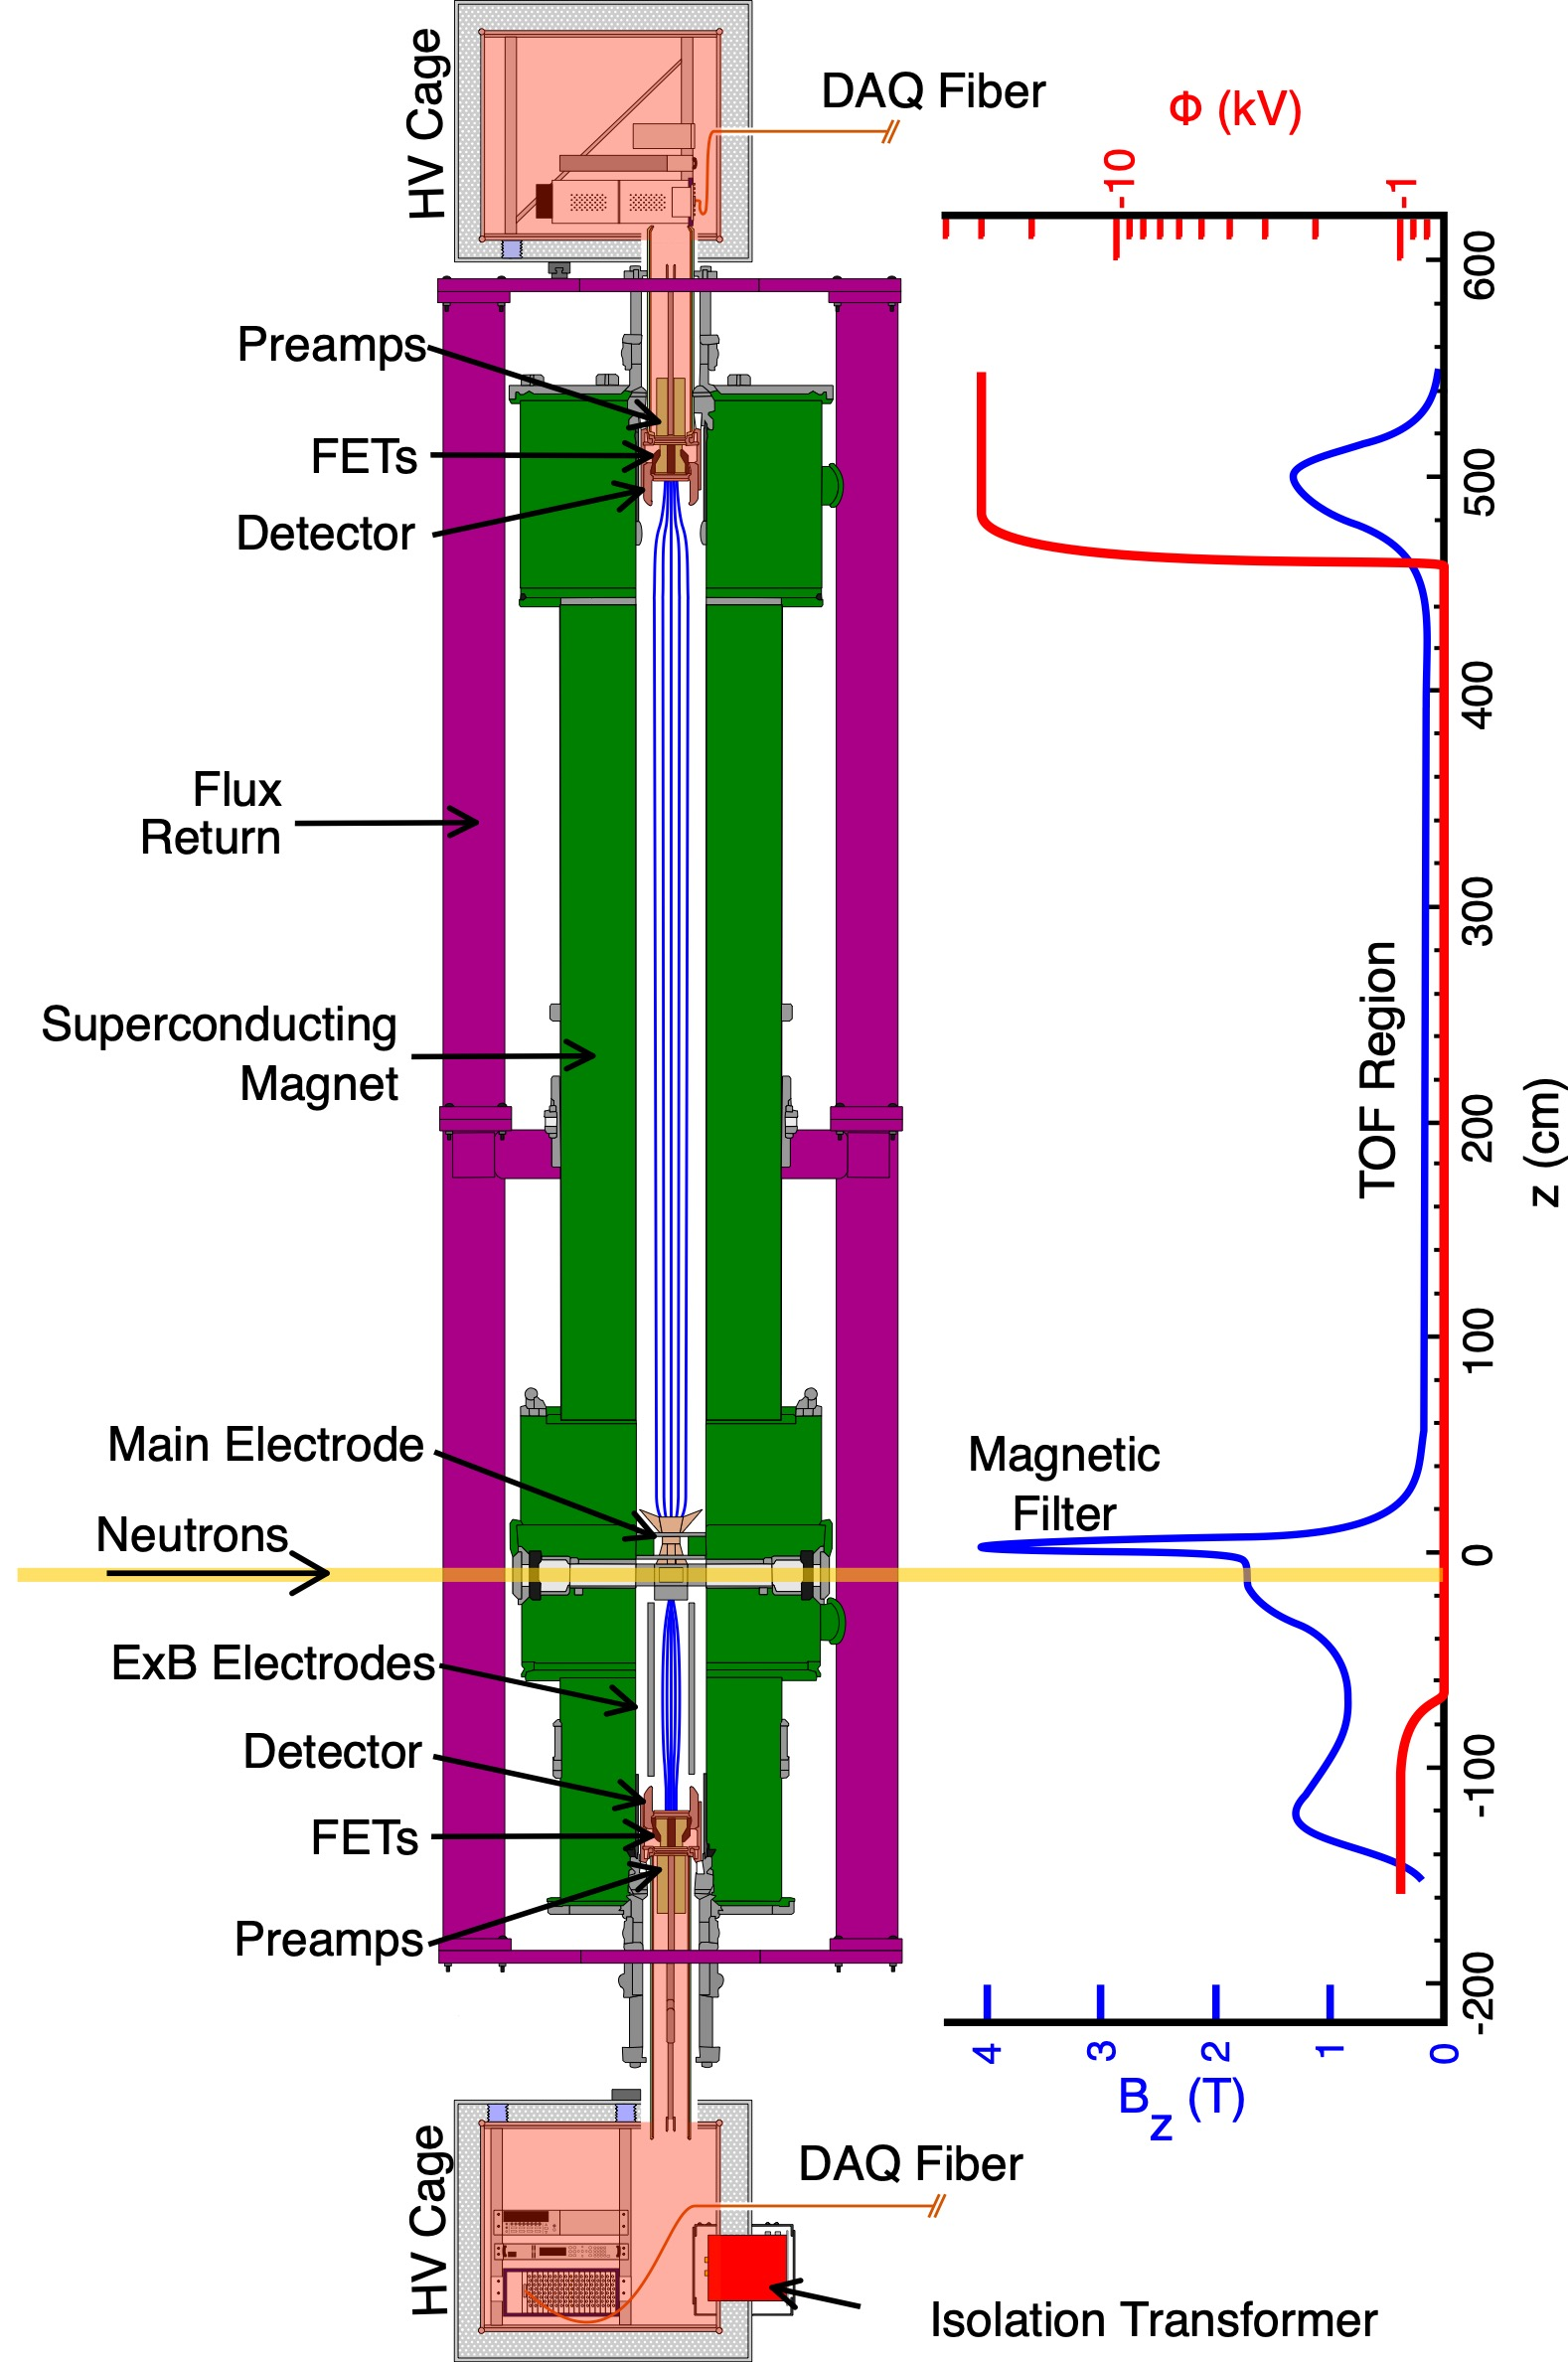 HV Cage
DAQ Fiber
Φ (kV)
-10
-1
Preamps
FETs
Detector
Flux
Return
Superconducting
Magnet
Main Electrode
Neutrons
ExB Electrodes
Detector
FETs
Preamps
600
500
400
300
200
100
0
-100
-200
z (cm)
TOF Region
Magnetic
Filter
4
3
2
1
0
Bz (T)
HV Cage
DAQ Fiber
Isolation Transformer